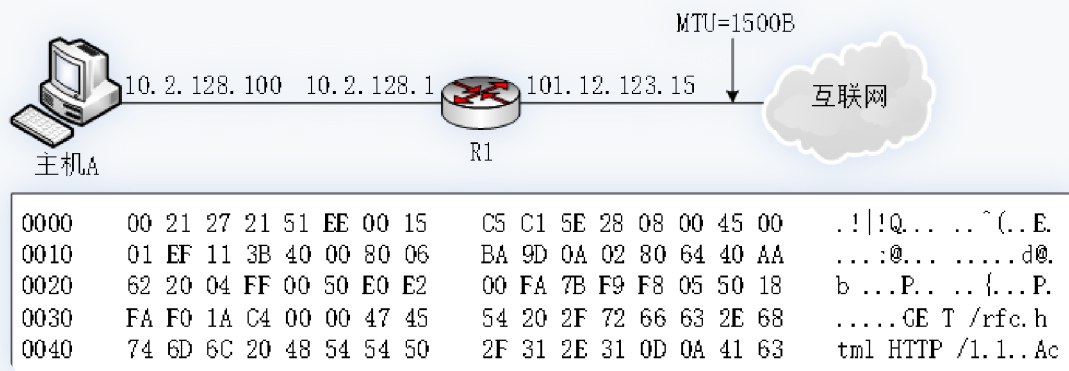 MTU=1500B
10.2.128.100 10.2.128.1 101.12.123.15
互联网
R1
主机A
0000 00 21 27 21 51 EE 00 15 C5 C1 5E 28 08 00 45 00 .!|!Q... ..^(..E.
0010 01 EF 11 3B 40 00 80 06 BA 9D 0A 02 80 64 40 AA ...:@... .....d@.
0020 62 20 04 FF 00 50 E0 E2 00 FA 7B F9 F8 05 50 18 b ...P.. .. {...P.
0030 FA F0 1A C4 00 00 47 45 54 20 2F 72 66 63 2E 68 .....GE T /rfc.h
0040 74 6D 6C 20 48 54 54 50 2F 31 2E 31 0D 0A 41 63 tml HTTP /1.1..Ac